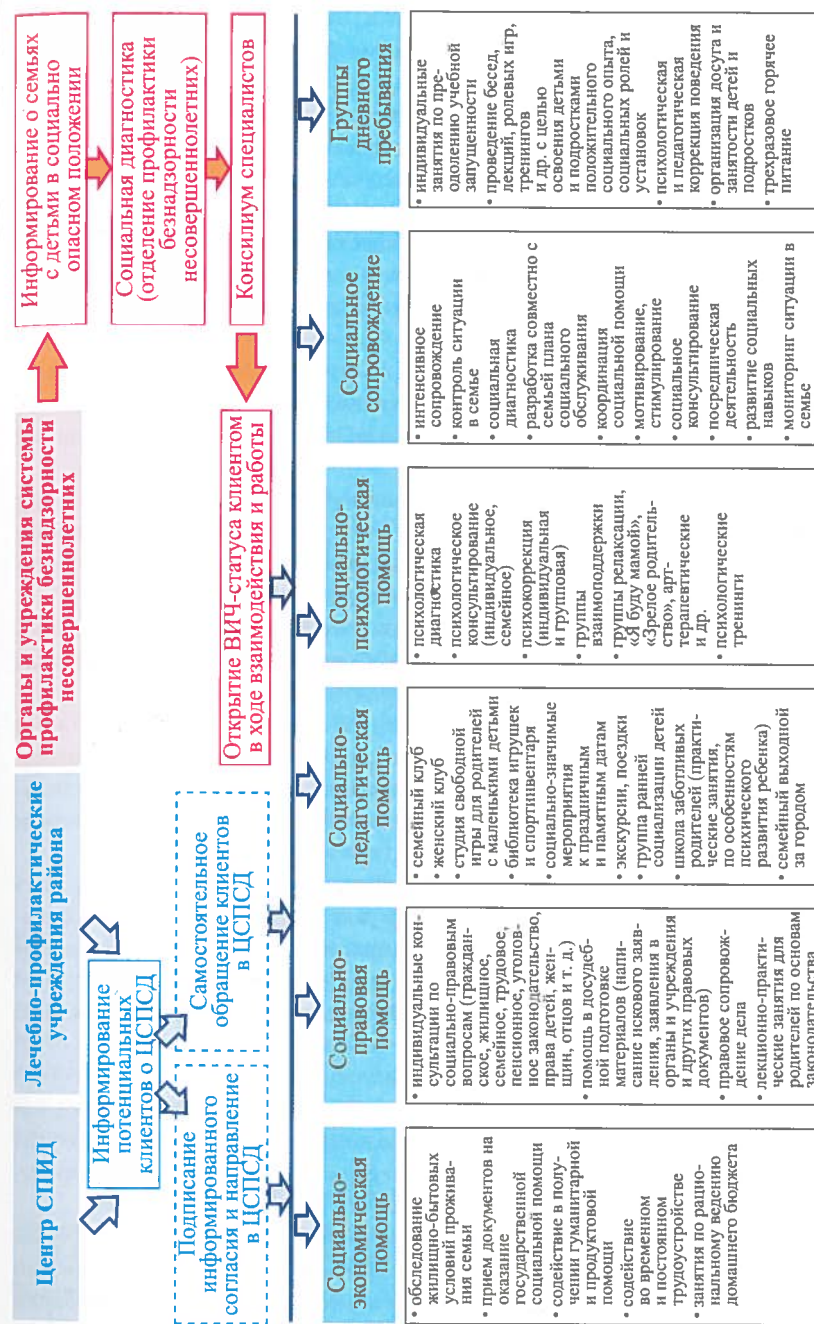 Центр СПИД
Лечебно-профилактические
учреждения района
Органы и учреждения системы
профилактики безнадзорности
несовершеннолетних
Информирование о семьях
с детьми в социально
опасном положении
Информирование
потенциальных
клиентов о ЦСПСД
Социальная диагностика
(отделение профилактики
безнадзорности
несовершеннолетних)
Подписание
информированного
согласия и направление
в ЦСПСД
Самостоятельное
обращение клиентов
в ЦСПСД
Открытие ВИЧ-статуса клиентом
в ходе взаимодействия и работы
Консилиум специалистов
Социально-
экономическая
помощь
• обследование
жилищно-бытовых
условий прожива-
ния семьи
• прием документов на
оказание
государственной
социальной помощи
• содействие в полу-
чении гуманитарной
и продуктовой
помощи
• содействие
во временном
и постоянном
трудоустройстве
• занятия по рацио-
нальному ведению
домашнего бюджета
Социально-
правовая
помощь
• индивидуальные кон-
сультации по
социально-правовым
вопросам (граждан-
ское, жилищное,
семейное, трудовое,
пенсионное, уголов-
ное законодательство,
права детей, жен-
щин, отцов и т. д.)
• помощь в досудеб-
ной подготовке
материалов (напи-
сание искового заяв-
ления, заявления в
органы и учреждения
и других правовых
документов)
• правовое сопровож-
дение дела
• лекционно-практи-
ческие занятия для
родителей по основам
законодательства
Социально-
педагогическая
помощь
• семейный клуб
• женский клуб
• студия свободной
игры для родителей
с маленькими детьми
• библиотека игрушек
и спортинвентаря
• социально-значимые
мероприятия
к праздничным
и памятным датам
• экскурсии, поездки
• группа ранней
социализации детей
• школа заботливых
родителей (практи-
ческие занятия,
по особенностям
психического
развития ребенка)
• семейный выходной
за городом
Социально-
психологическая
помощь
• психологическая
диагностика
• психологическое
консультирование
(индивидуальное,
семейное)
• психокоррекция
(индивидуальная
и групповая)
• группы
взаимоподдержки
• группы релаксации,
«Я буду мамой»,
«Зрелое родитель-
ство», арт-
терапевтические
и др.
• психологические
тренинги
Социальное
сопровождение
• интенсивное
сопровождение
• контроль ситуации
в семье
• социальная
диагностика
• разработка совместно с
семьей плана
социального
обслуживания
• координация
социальной помощи
• мотивирование,
стимулирование
• социальное
консультирование
• посредническая
деятельность
• развитие социальных
навыков
• мониторинг ситуации в
семье
Группы
дневного
пребывания
• индивидуальные
занятия по пре-
одолению учебной
запущенности
• проведение бесед,
лекций, ролевых игр,
тренингов
и др. с целью
освоения детьми
и подростками
положительного
социального опыта,
социальных ролей и
установок
• психологическая
и педагогическая
коррекция поведения
• организация досуга и
занятости детей и
подростков
• трехразовое горячее
питание